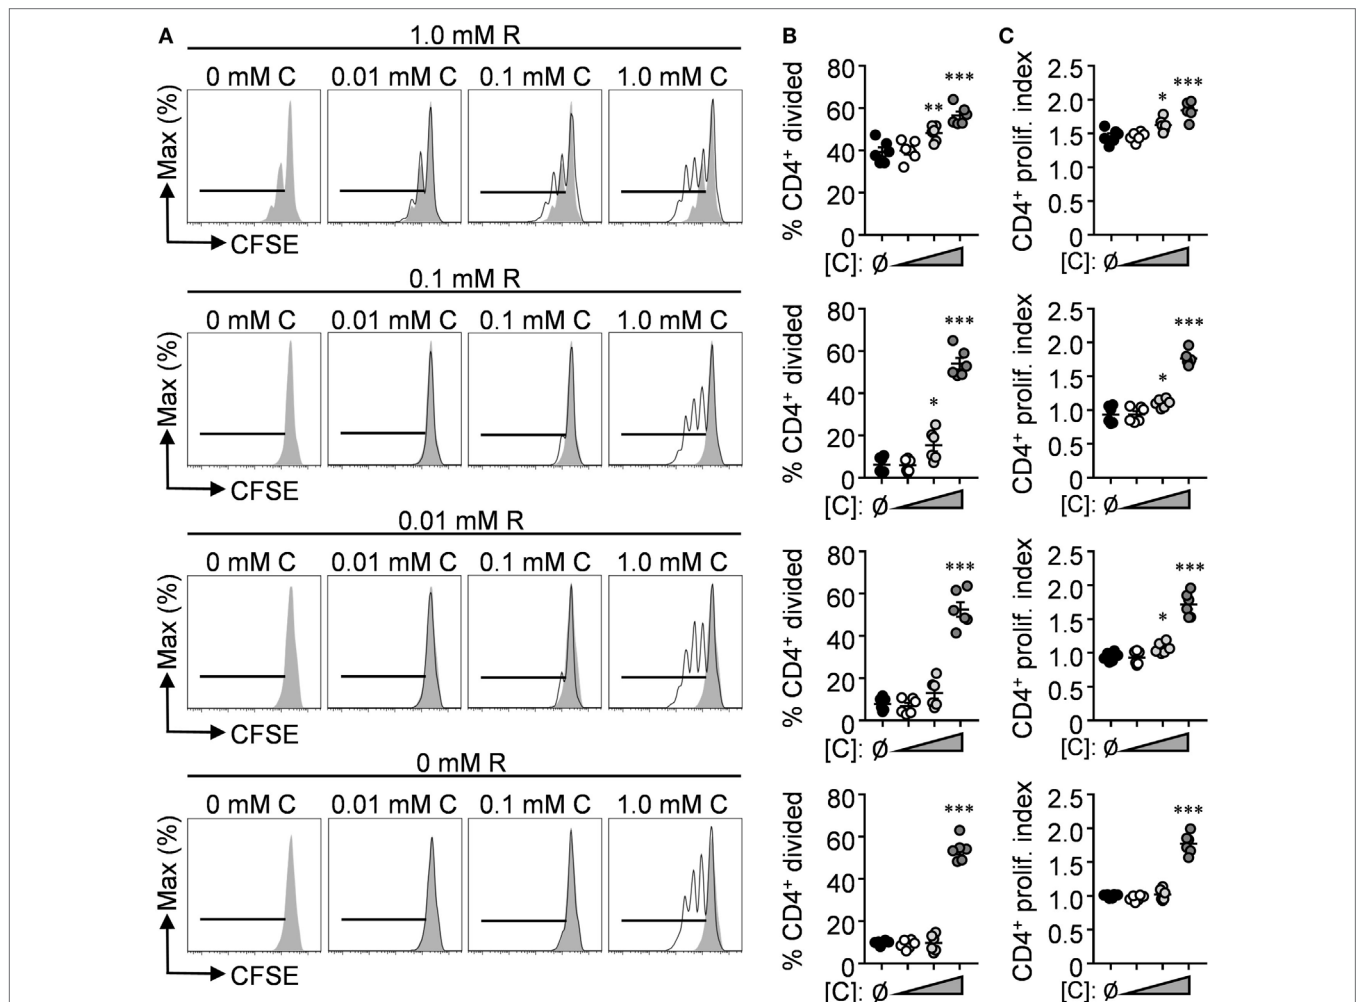 A
B
C
1.0 mM R
0 mM C 0.01 mM C 0.1 mM C 1.0 mM C
Max (%)
CFSE
% CD4⁺ divided
80
60
40
20
0
** ***
[C]: Ø
CD4⁺ prolif. index
2.5
2.0
1.5
1.0
0.5
0
* ***
[C]: Ø
0.1 mM R
0 mM C 0.01 mM C 0.1 mM C 1.0 mM C
Max (%)
CFSE
% CD4⁺ divided
80
60
40
20
0
* ***
[C]: Ø
CD4⁺ prolif. index
2.5
2.0
1.5
1.0
0.5
0
* ***
[C]: Ø
0.01 mM R
0 mM C 0.01 mM C 0.1 mM C 1.0 mM C
Max (%)
CFSE
% CD4⁺ divided
80
60
40
20
0
***
[C]: Ø
CD4⁺ prolif. index
2.5
2.0
1.5
1.0
0.5
0
* ***
[C]: Ø
0 mM R
0 mM C 0.01 mM C 0.1 mM C 1.0 mM C
Max (%)
CFSE
% CD4⁺ divided
80
60
40
20
0
***
[C]: Ø
CD4⁺ prolif. index
2.5
2.0
1.5
1.0
0.5
0
***
[C]: Ø